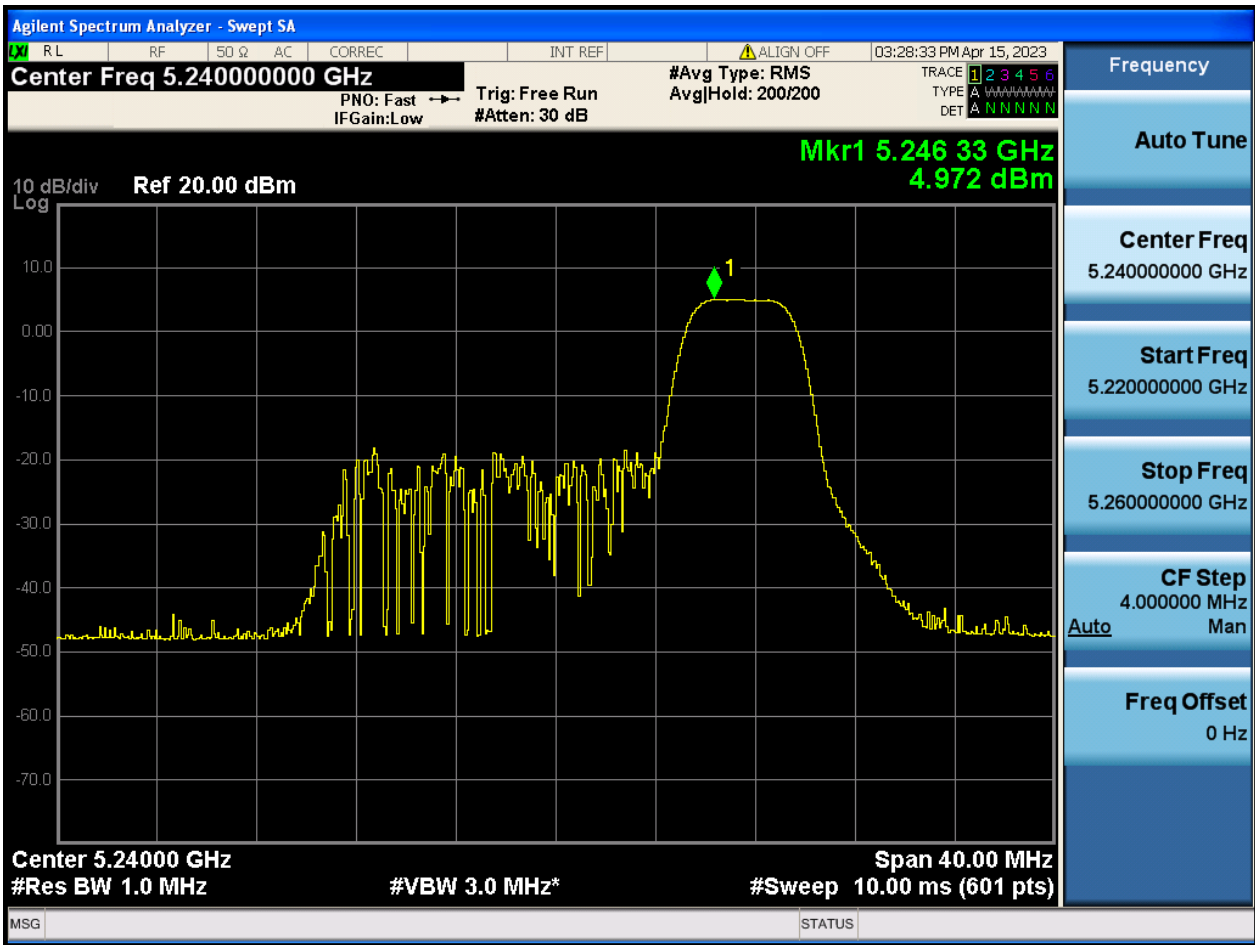 Agilent Spectrum Analyzer - Swept SA
LXI RL RF 50 Ω AC CORREC INT REF ALIGN OFF 03:28:33 PM Apr 15, 2023
Center Freq 5.240000000 GHz
PNO: Fast
IFGain:Low
Trig: Free Run
#Atten: 30 dB
#Avg Type: RMS
Avg|Hold: 200/200
TRACE 1 2 3 4 5 6
TYPE A
DET A N N N N N
Mkr1 5.246 33 GHz
4.972 dBm
10 dB/div Ref 20.00 dBm
Log
10.0
0.00
-10.0
-20.0
-30.0
-40.0
-50.0
-60.0
-70.0
1
Center 5.24000 GHz Span 40.00 MHz
#Res BW 1.0 MHz #VBW 3.0 MHz* #Sweep 10.00 ms (601 pts)
MSG STATUS
Frequency
Auto Tune
Center Freq
5.240000000 GHz
Start Freq
5.220000000 GHz
Stop Freq
5.260000000 GHz
CF Step
4.000000 MHz
Auto Man
Freq Offset
0 Hz